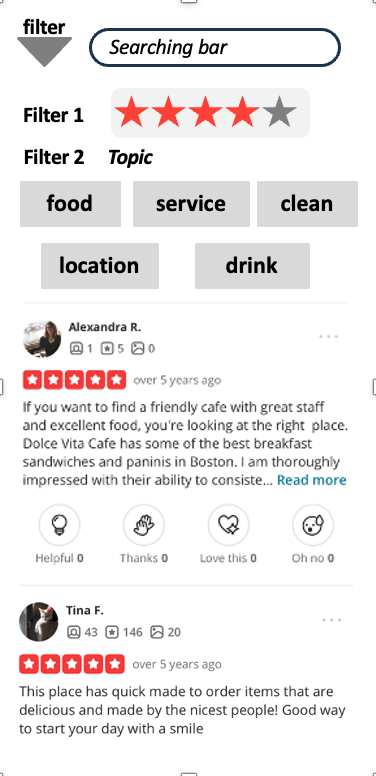 filter
Searching bar
Filter 1
Filter 2 Topic
food service clean
location drink
Alexandra R.
1 5 0
over 5 years ago
If you want to find a friendly cafe with great staff
and excellent food, you're looking at the right place.
Dolce Vita Cafe has some of the best breakfast
sandwiches and paninis in Boston. I am thoroughly
impressed with their ability to consiste... Read more
Helpful 0 Thanks 0 Love this 0 Oh no 0
Tina F.
43 146 20
over 5 years ago
This place has quick made to order items that are
delicious and made by the nicest people! Good way
to start your day with a smile